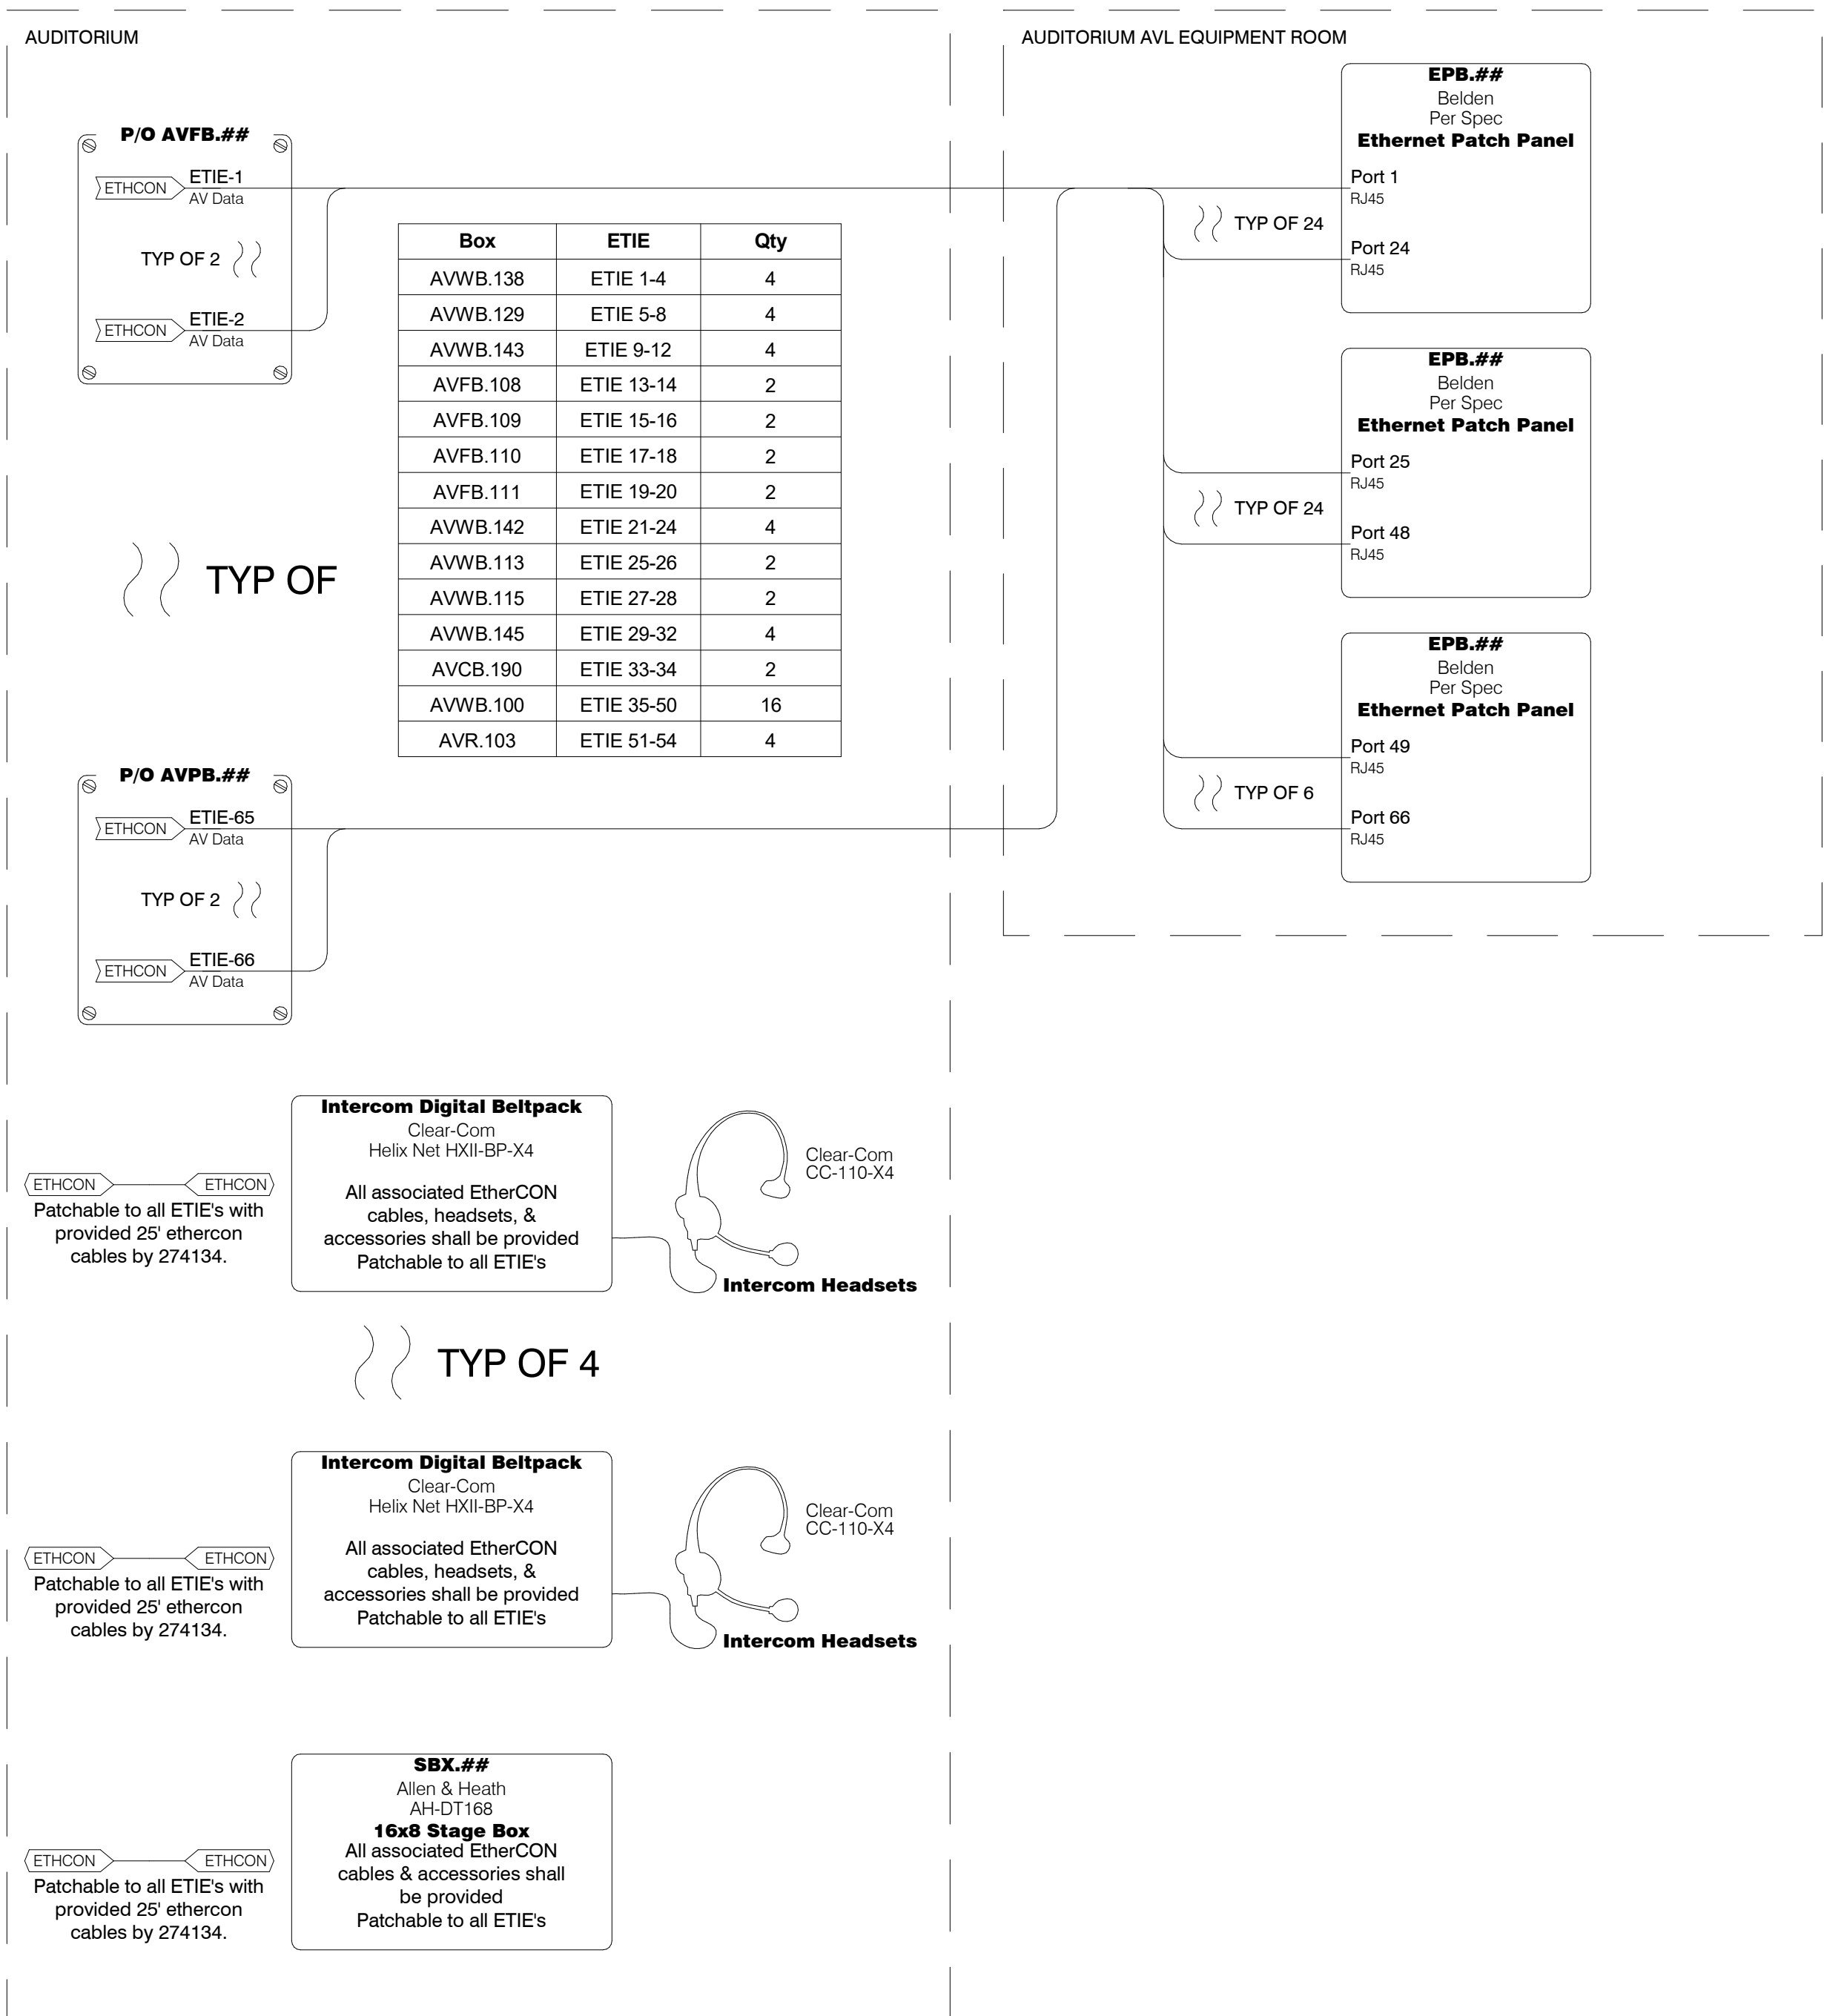 AUDITORIUM
P/O AVFB.##
ETHCON
ETIE-1
AV Data
TYP OF 2
ETHCON
ETIE-2
AV Data
Box ETIE Qty
AVWB.138 ETIE 1-4 4
AVWB.129 ETIE 5-8 4
AVWB.143 ETIE 9-12 4
AVFB.108 ETIE 13-14 2
AVFB.109 ETIE 15-16 2
AVFB.110 ETIE 17-18 2
AVFB.111 ETIE 19-20 2
AVWB.142 ETIE 21-24 4
AVWB.113 ETIE 25-26 2
AVWB.115 ETIE 27-28 2
AVWB.145 ETIE 29-32 4
AVCB.190 ETIE 33-34 2
AVWB.100 ETIE 35-50 16
AVR.103 ETIE 51-54 4
TYP OF
P/O AVPB.##
ETHCON
ETIE-65
AV Data
TYP OF 2
ETHCON
ETIE-66
AV Data
ETHCON ETHCON
Patchable to all ETIE's with
provided 25' ethercon
cables by 274134.
Intercom Digital Beltpack
Clear-Com
Helix Net HXII-BP-X4
All associated EtherCON
cables, headsets, &
accessories shall be provided
Patchable to all ETIE's
Clear-Com
CC-110-X4
Intercom Headsets
TYP OF 4
ETHCON ETHCON
Patchable to all ETIE's with
provided 25' ethercon
cables by 274134.
Intercom Digital Beltpack
Clear-Com
Helix Net HXII-BP-X4
All associated EtherCON
cables, headsets, &
accessories shall be provided
Patchable to all ETIE's
Clear-Com
CC-110-X4
Intercom Headsets
ETHCON ETHCON
Patchable to all ETIE's with
provided 25' ethercon
cables by 274134.
SBX.##
Allen & Heath
AH-DT168
16x8 Stage Box
All associated EtherCON
cables & accessories shall
be provided
Patchable to all ETIE's
AUDITORIUM AVL EQUIPMENT ROOM
EPB.##
Belden
Per Spec
Ethernet Patch Panel
Port 1
RJ45
TYP OF 24
Port 24
RJ45
EPB.##
Belden
Per Spec
Ethernet Patch Panel
Port 25
RJ45
TYP OF 24
Port 48
RJ45
EPB.##
Belden
Per Spec
Ethernet Patch Panel
Port 49
RJ45
TYP OF 6
Port 66
RJ45